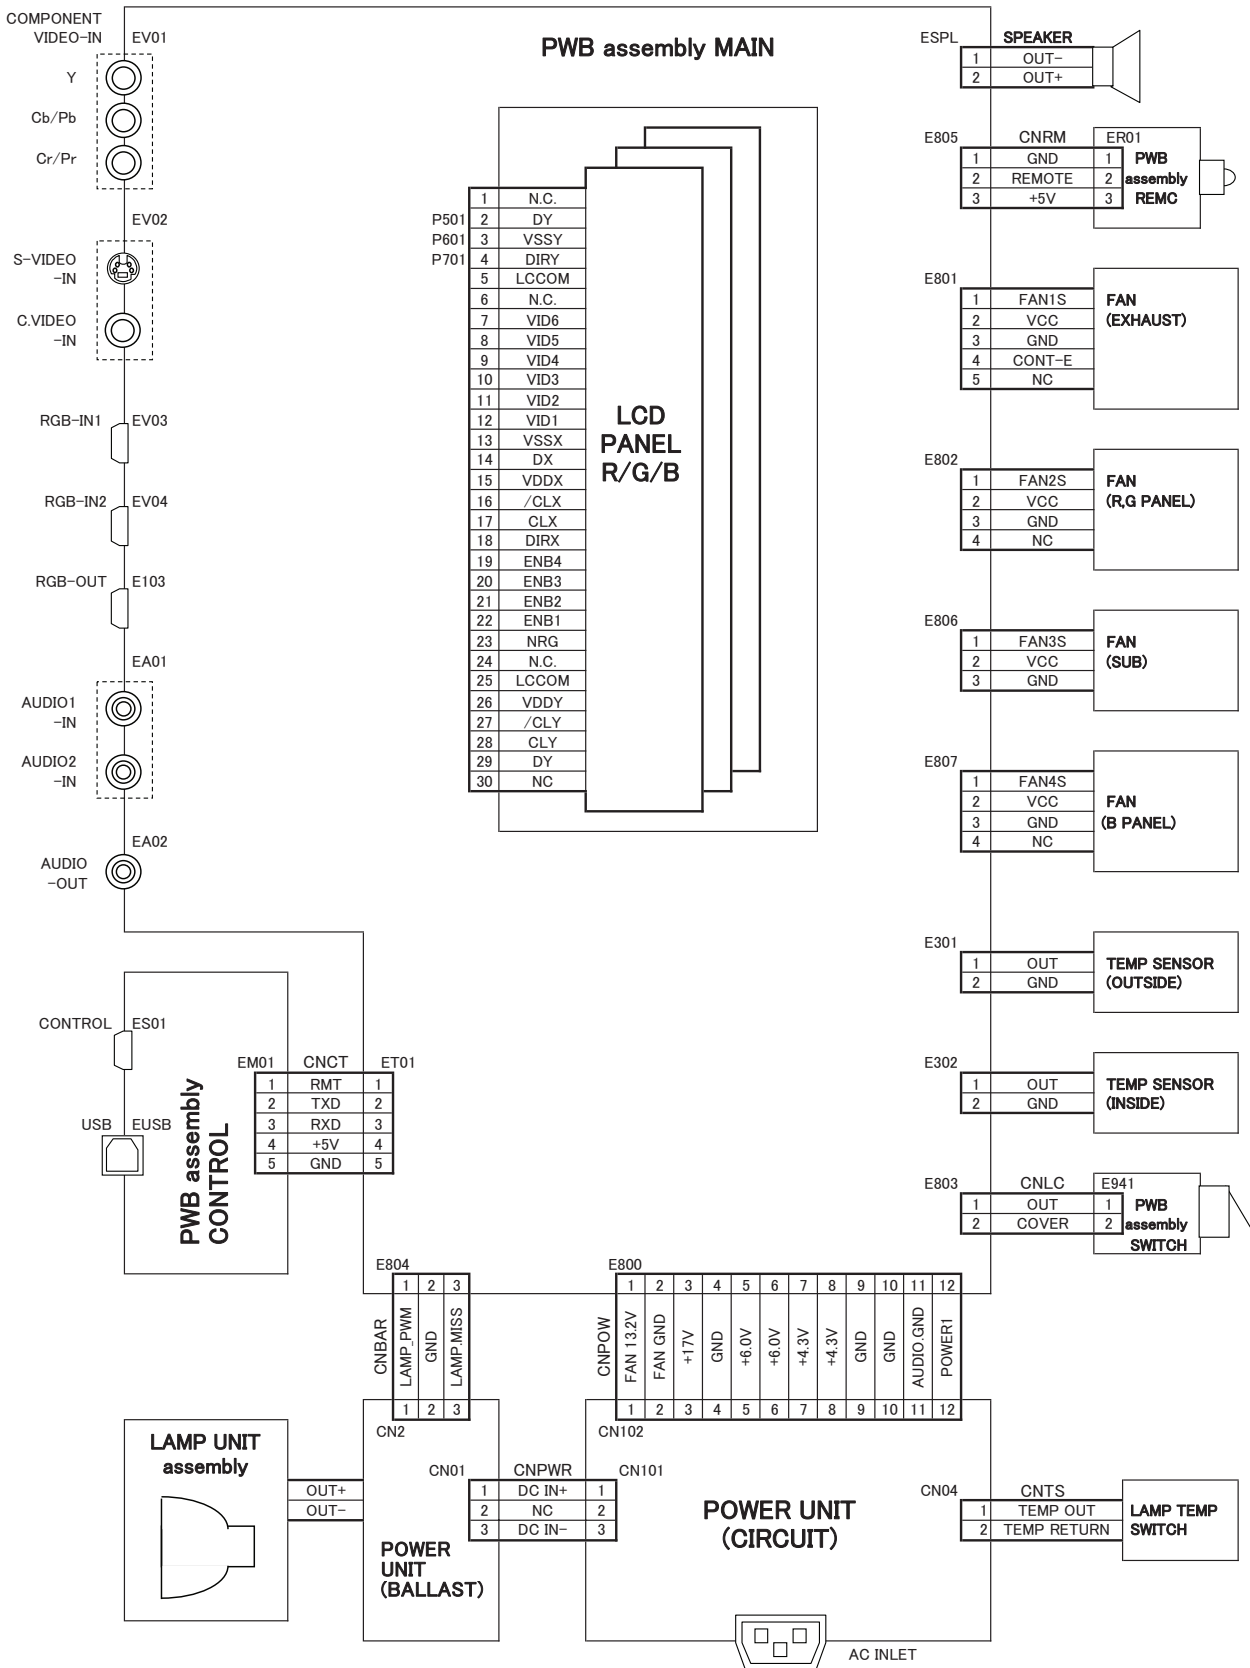 COMPONENT
VIDEO-IN EV01
Y
Cb/Pb
Cr/Pr
EV02
S-VIDEO
-IN
C.VIDEO
-IN
RGB-IN1 EV03
RGB-IN2 EV04
RGB-OUT E103
EA01
AUDIO1
-IN
AUDIO2
-IN
EA02
AUDIO
-OUT
PWB assembly MAIN
1 N.C.
P501 2 DY
P601 3 VSSY
P701 4 DIRY
5 LCCOM
6 N.C.
7 VID6
8 VID5
9 VID4
10 VID3
11 VID2
12 VID1
13 VSSX
14 DX
15 VDDX
16 /CLX
17 CLX
18 DIRX
19 ENB4
20 ENB3
21 ENB2
22 ENB1
23 NRG
24 N.C.
25 LCCOM
26 VDDY
27 /CLY
28 CLY
29 DY
30 NC
LCD
PANEL
R/G/B
ESPL SPEAKER
1 OUT-
2 OUT+
E805 CNRM ER01
1 GND 1
2 REMOTE 2
3 +5V 3
PWB
assembly
REMC
E801
1 FAN1S
2 VCC
3 GND
4 CONT-E
5 NC
FAN
(EXHAUST)
E802
1 FAN2S
2 VCC
3 GND
4 NC
FAN
(R,G PANEL)
E806
1 FAN3S
2 VCC
3 GND
FAN
(SUB)
E807
1 FAN4S
2 VCC
3 GND
4 NC
FAN
(B PANEL)
E301
1 OUT
2 GND
TEMP SENSOR
(OUTSIDE)
E302
1 OUT
2 GND
TEMP SENSOR
(INSIDE)
E803 CNLC E941
1 OUT 1
2 COVER 2
PWB
assembly
SWITCH
CONTROL ES01
USB EUSB
PWB assembly
CONTROL
EM01 CNCT ET01
1 RMT 1
2 TXD 2
3 RXD 3
4 +5V 4
5 GND 5
E804
1 2 3
CNBAR
LAMP_PWM
GND
LAMP.MISS
1 2 3
CN2
E800
1 2 3 4 5 6 7 8 9 10 11 12
CNPOW
FAN 13.2V
FAN GND
+17V
GND
+6.0V
+6.0V
+4.3V
+4.3V
GND
GND
AUDIO.GND
POWER1
1 2 3 4 5 6 7 8 9 10 11 12
CN102
LAMP UNIT
assembly
OUT+
OUT-
CN01 CNPWR CN101
1 DC IN+ 1
2 NC 2
3 DC IN- 3
POWER
UNIT
(BALLAST)
POWER UNIT
(CIRCUIT)
CN04 CNTS
1 TEMP OUT
2 TEMP RETURN
LAMP TEMP
SWITCH
AC INLET